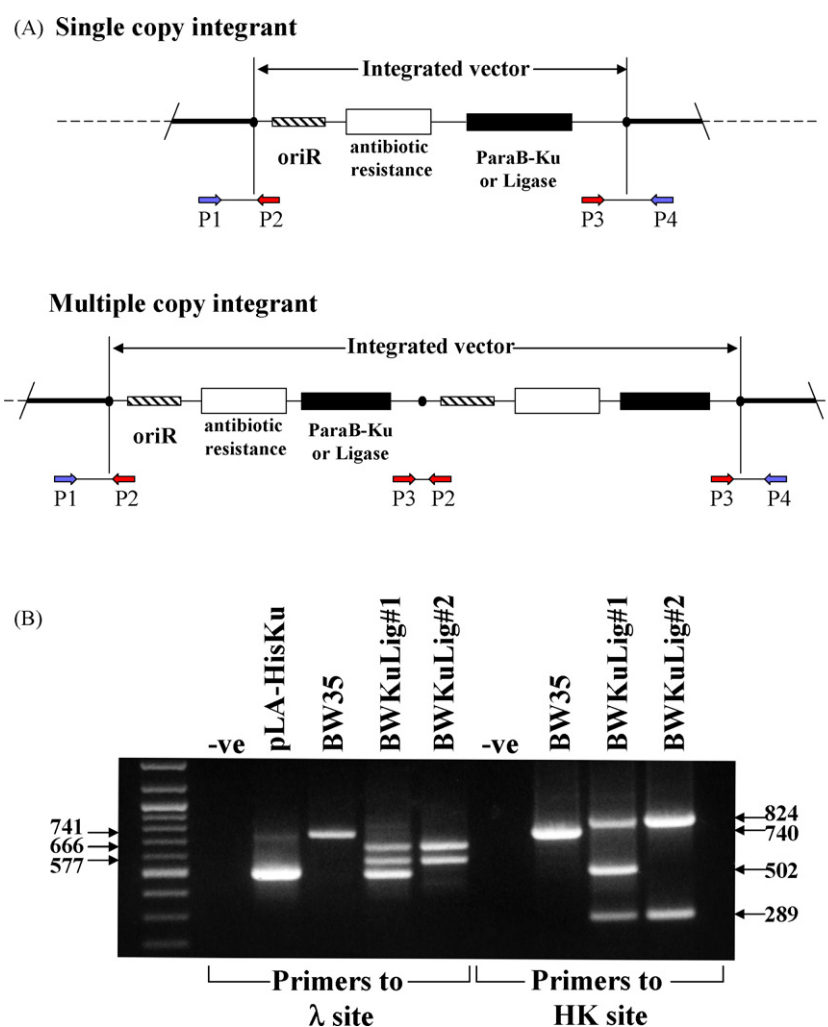 (A) Single copy integrant
Integrated vector
oriR
antibiotic
resistance
ParaB-Ku
or Ligase
P1 P2 P3 P4
Multiple copy integrant
Integrated vector
oriR
antibiotic
resistance
ParaB-Ku
or Ligase
P1 P2 P3 P2 P3 P4
(B)
-ve pLA-HisKu BW35 BWKuLig#1 BWKuLig#2 -ve BW35 BWKuLig#1 BWKuLig#2
741
666
577
824
740
502
289
Primers to
λ site
Primers to
HK site